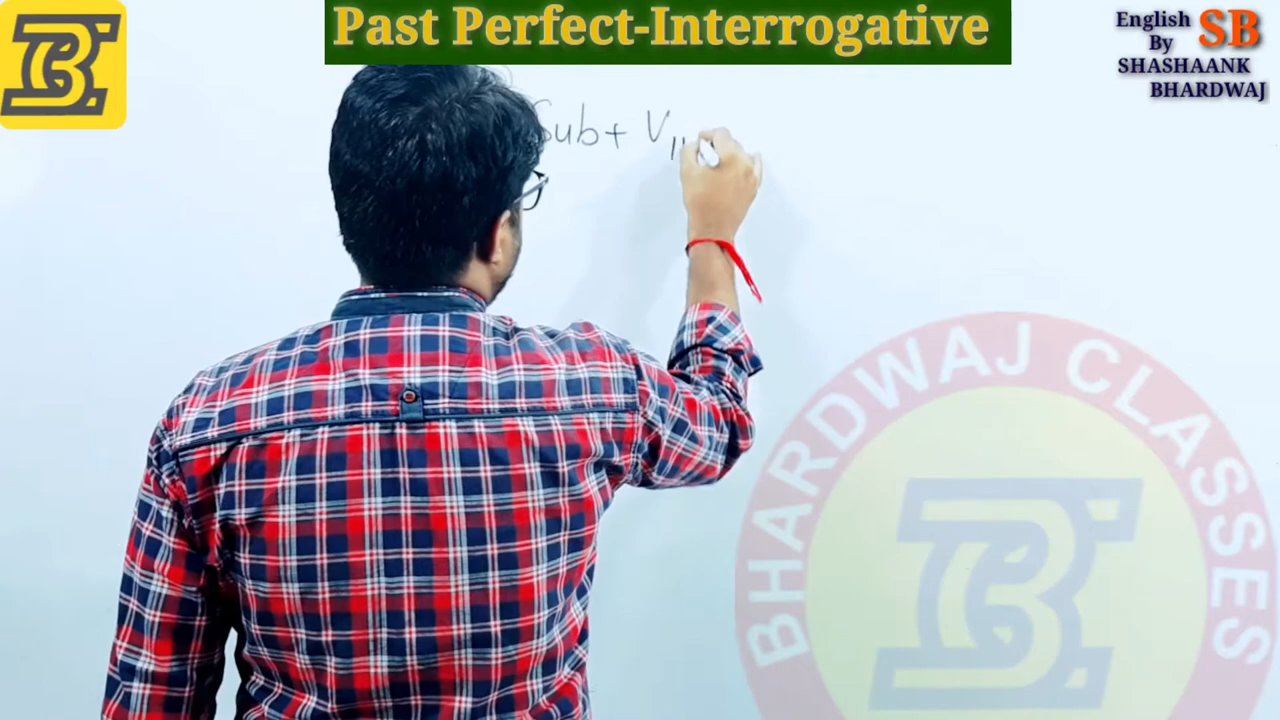 Past Perfect-Interrogative
English SB
By
SHASHAANK
BHARDWAJ
Sub+ V
BHARDWAJ CLASSES